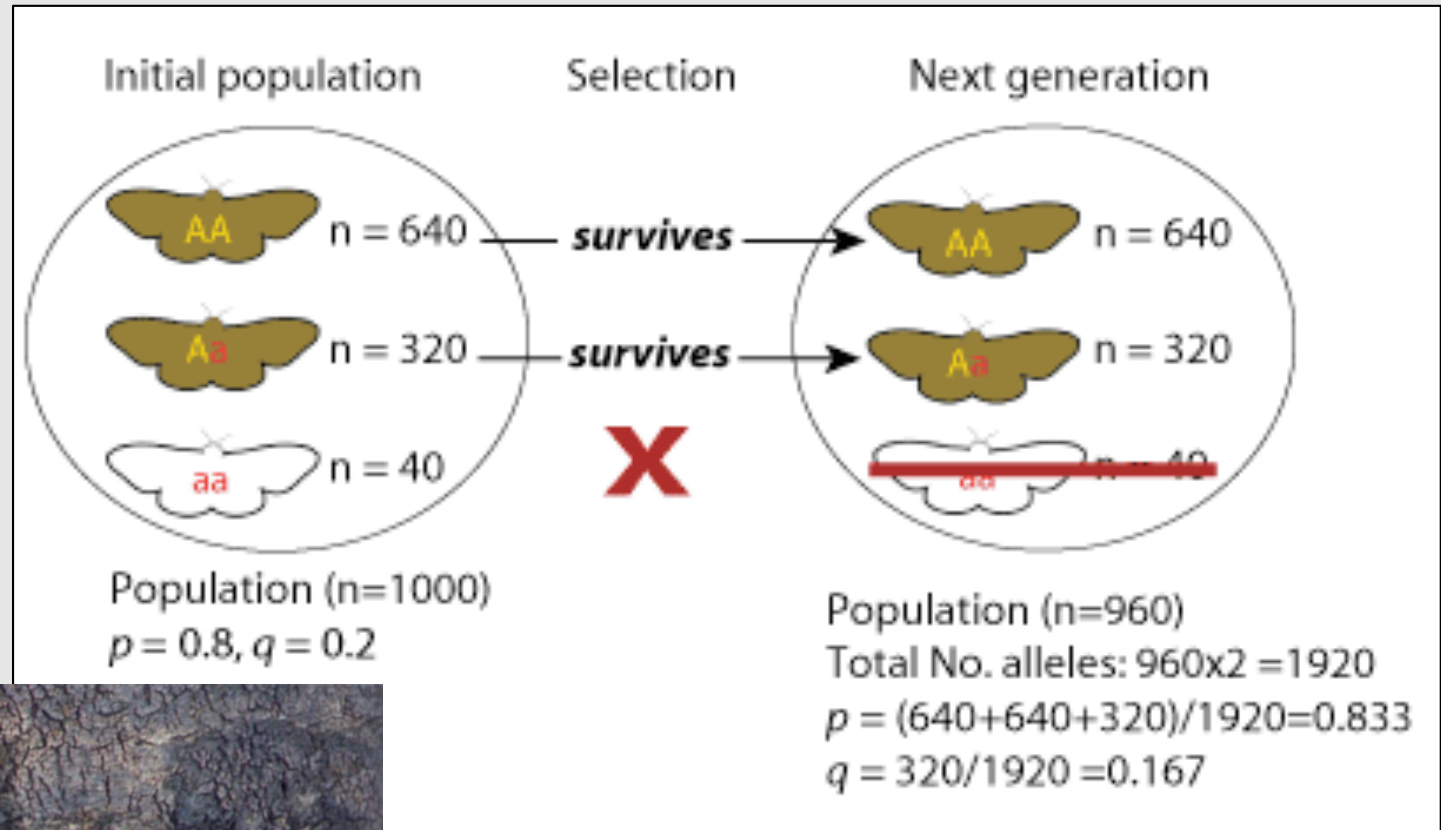 Initial population Selection Next generation
AA n = 640 survives AA n = 640
Aa n = 320 survives Aa n = 320
aa n = 40 X aa n = 40
Population (n=1000)
p = 0.8, q = 0.2
Population (n=960)
Total No. alleles: 960x2 =1920
p = (640+640+320)/1920=0.833
q = 320/1920 =0.167